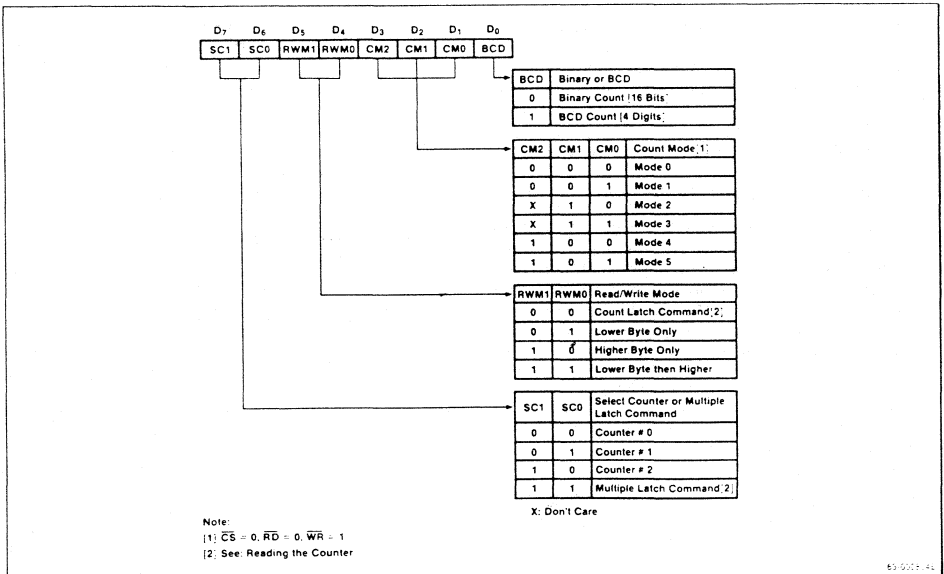 D7 D6 D5 D4 D3 D2 D1 D0
SC1 SC0 RWM1 RWM0 CM2 CM1 CM0 BCD
BCD Binary or BCD
0 Binary Count [16 Bits]
1 BCD Count [4 Digits]
CM2 CM1 CM0 Count Mode[1]
0 0 0 Mode 0
0 0 1 Mode 1
X 1 0 Mode 2
X 1 1 Mode 3
1 0 0 Mode 4
1 0 1 Mode 5
RWM1 RWM0 Read/Write Mode
0 0 Count Latch Command[2]
0 1 Lower Byte Only
1 0 Higher Byte Only
1 1 Lower Byte then Higher
SC1 SC0 Select Counter or Multiple
Latch Command
0 0 Counter # 0
0 1 Counter # 1
1 0 Counter # 2
1 1 Multiple Latch Command[2]
X: Don't Care
Note:
[1] C̅S̅ = 0, R̅D̅ = 0, W̅R̅ = 1
[2] See: Reading the Counter